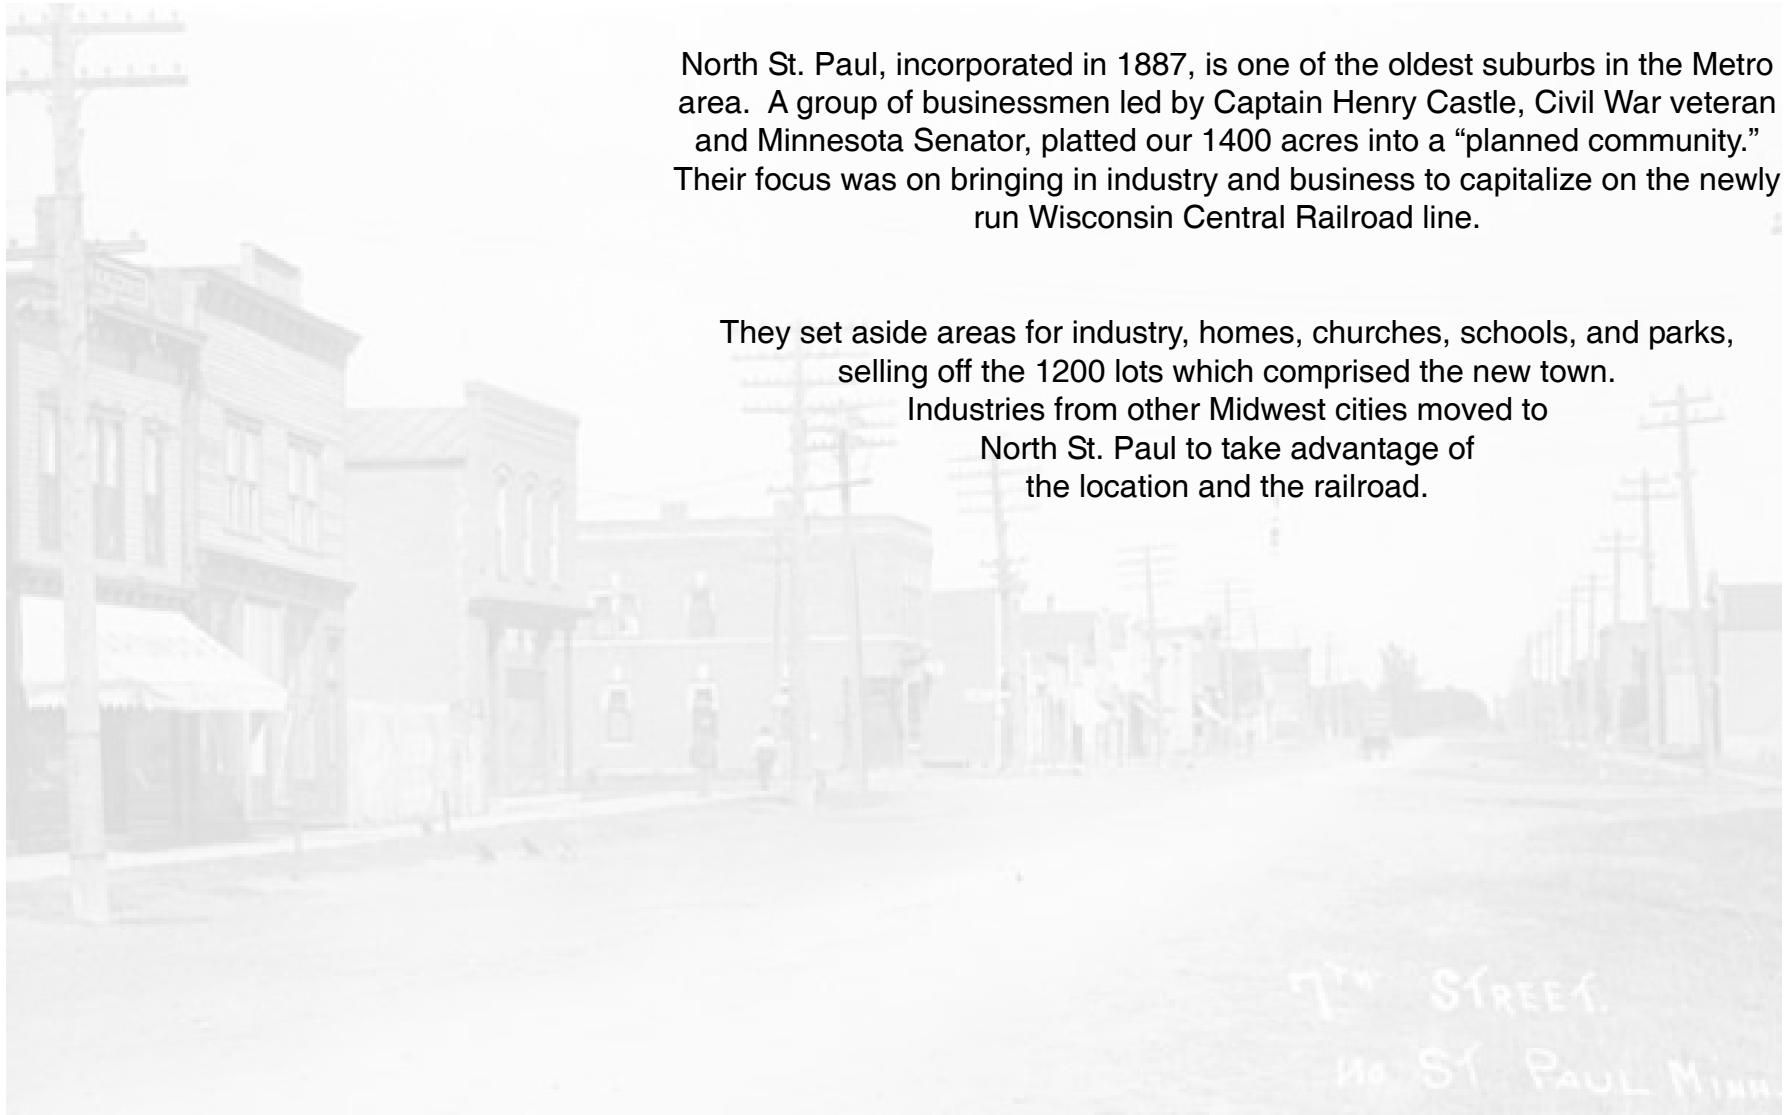 North St. Paul, incorporated in 1887, is one of the oldest suburbs in the Metro
area.  A group of businessmen led by Captain Henry Castle, Civil War veteran
and Minnesota Senator, platted our 1400 acres into a “planned community.”
Their focus was on bringing in industry and business to capitalize on the newly
run Wisconsin Central Railroad line.
They set aside areas for industry, homes, churches, schools, and parks,
selling off the 1200 lots which comprised the new town.
Industries from other Midwest cities moved to
North St. Paul to take advantage of
the location and the railroad.
7TH STREET.
No ST PAUL MINN